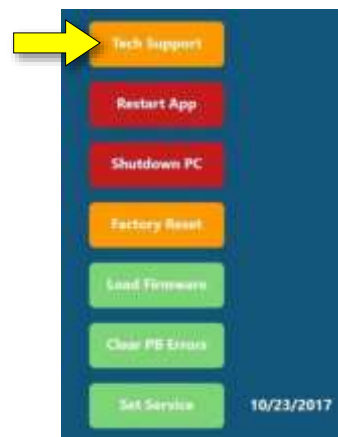 Tech Support
Restart App
Shutdown PC
Factory Reset
Load Firmware
Clear PB Errors
Set Service
10/23/2017